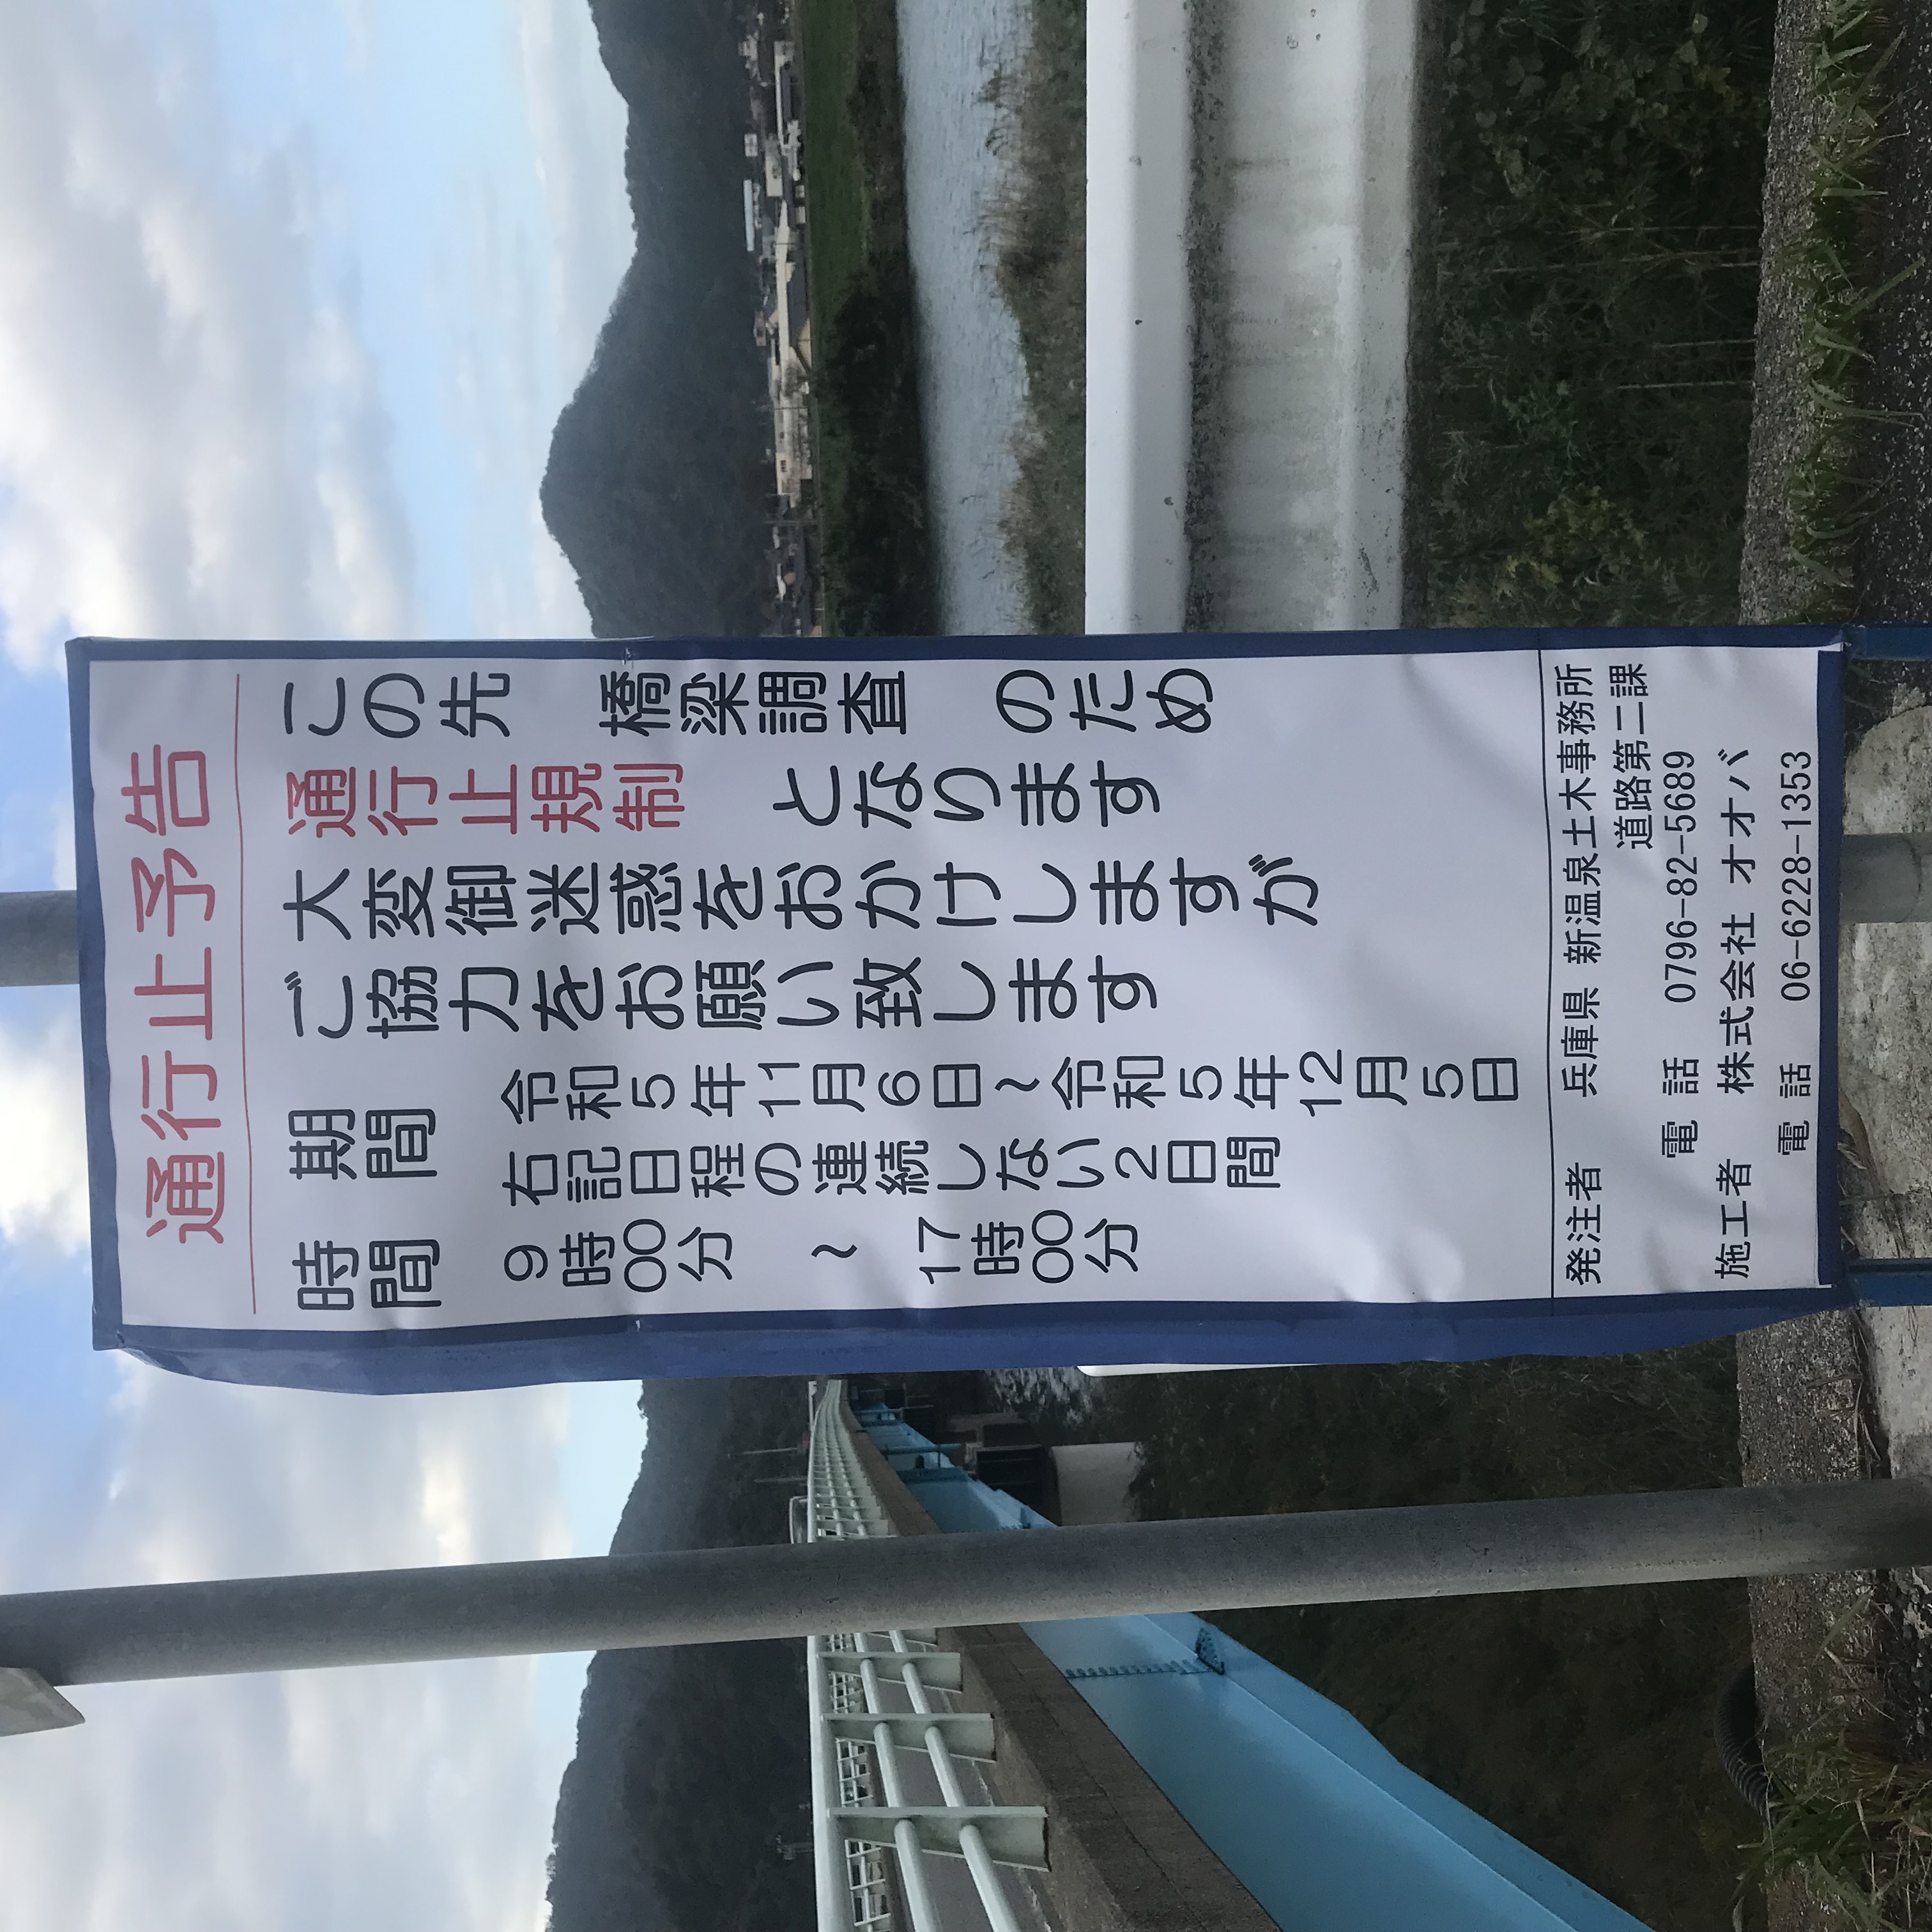 通行止予告
この先 橋梁調査 のため
通行止規制 となります
大変御迷惑をおかけしますが
ご協力をお願い致します
期間 令和5年11月6日～令和5年12月5日
右記日程の連続しない2日間
時間 9時00分 ～ 17時00分
発注者 兵庫県 新温泉土木事務所
道路第二課
電話 0796-82-5689
施工者 株式会社 オオバ
電話 06-6228-1353